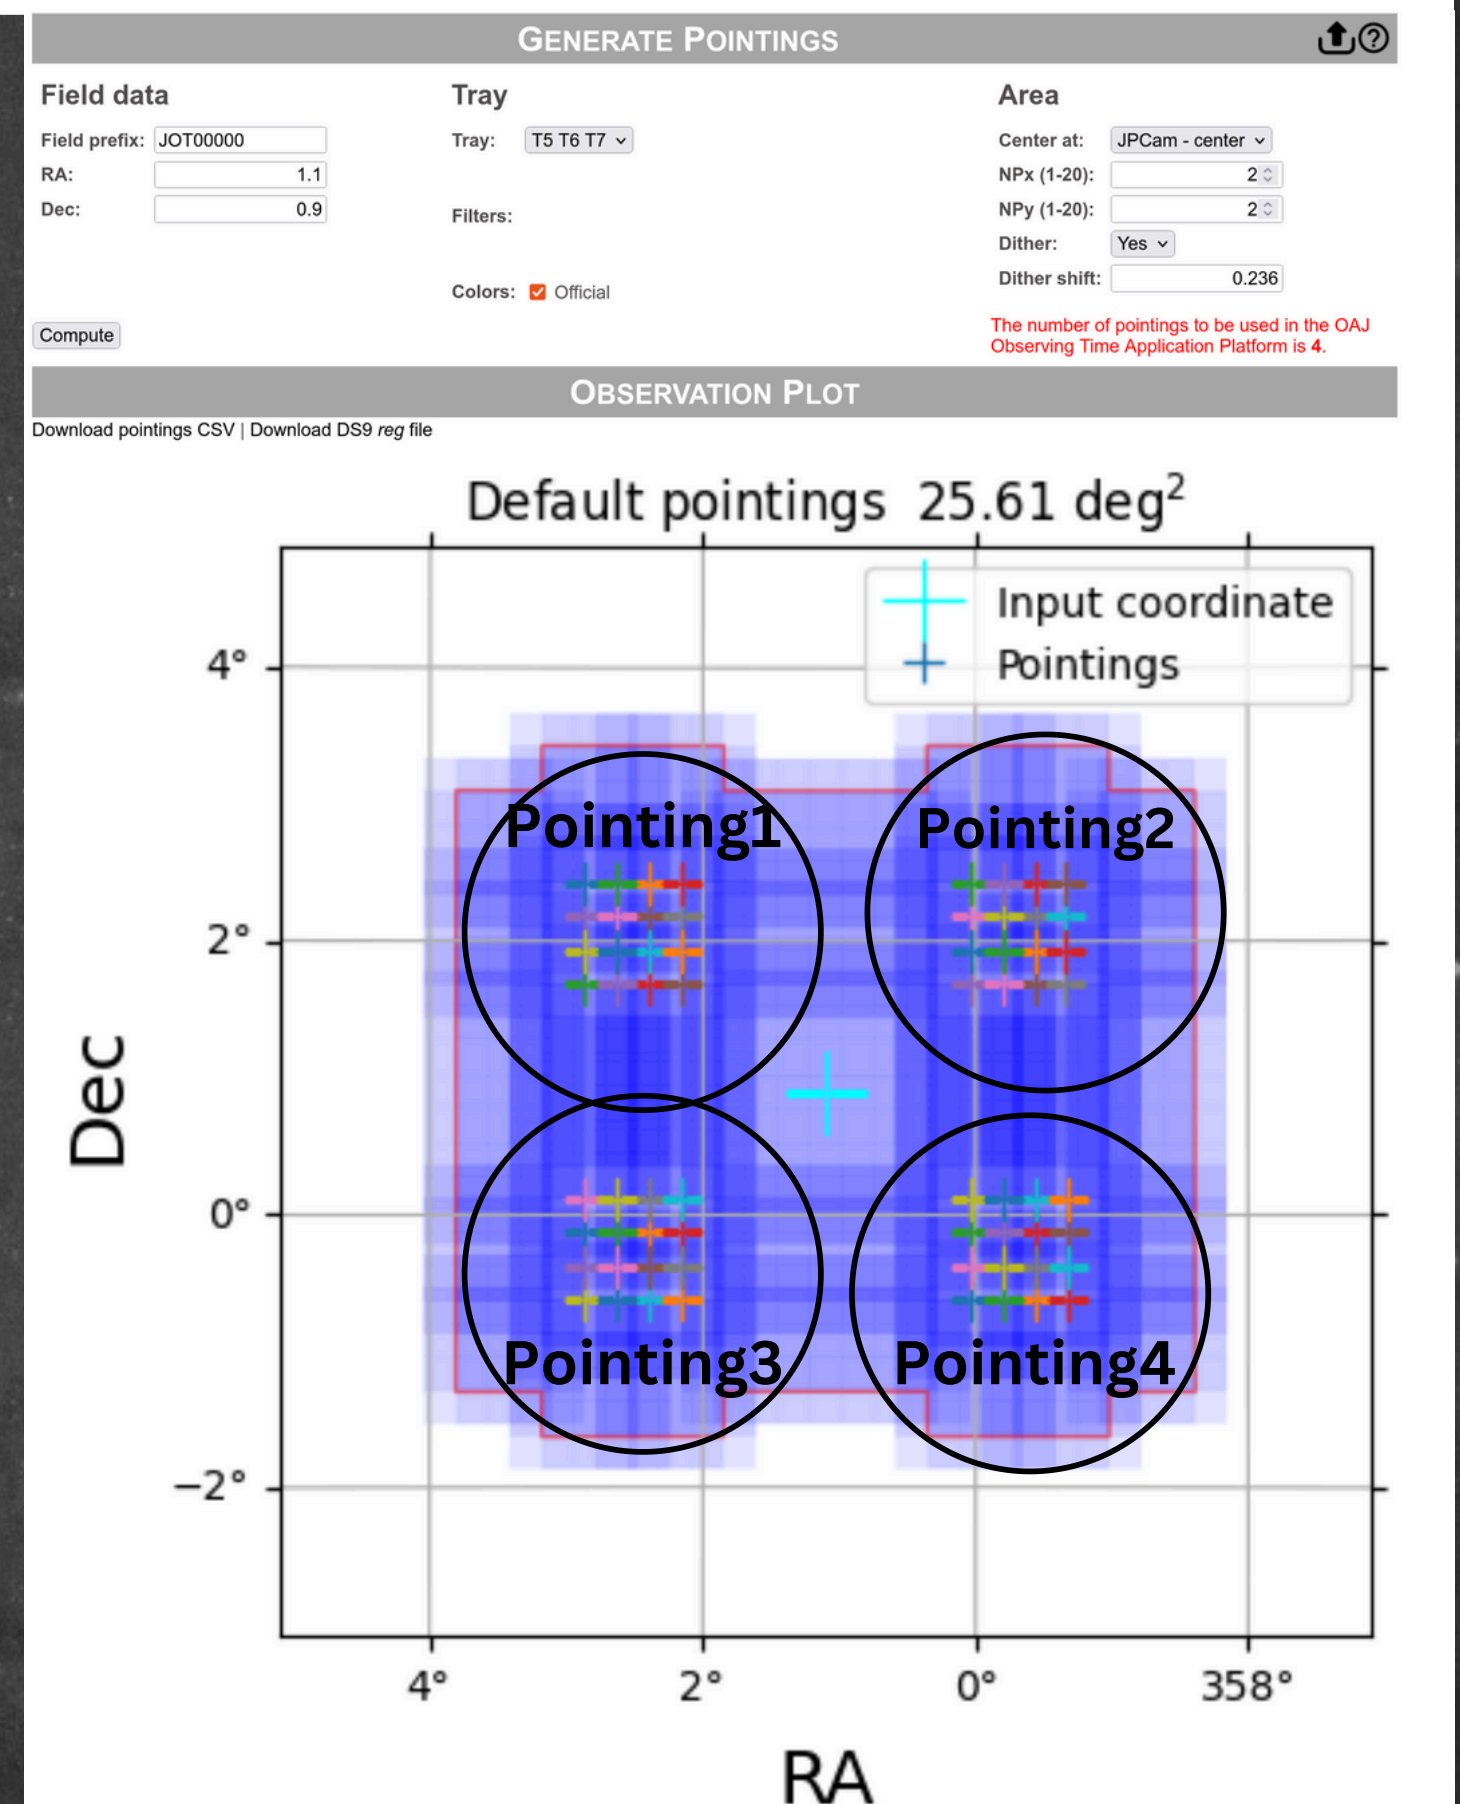 GENERATE POINTINGS
Field data
Field prefix: JOT00000
RA: 1.1
Dec: 0.9
Compute
Tray
Tray: T5 T6 T7
Filters:
Colors: Official
Area
Center at: JPCam - center
NPx (1-20): 2
NPy (1-20): 2
Dither: Yes
Dither shift: 0.236
The number of pointings to be used in the OAJ
Observing Time Application Platform is 4.
OBSERVATION PLOT
Download pointings CSV | Download DS9 reg file
Default pointings 25.61 deg²
Input coordinate
Pointings
4°
2°
0°
−2°
Dec
Pointing1
Pointing2
Pointing3
Pointing4
4°
2°
0°
358°
RA